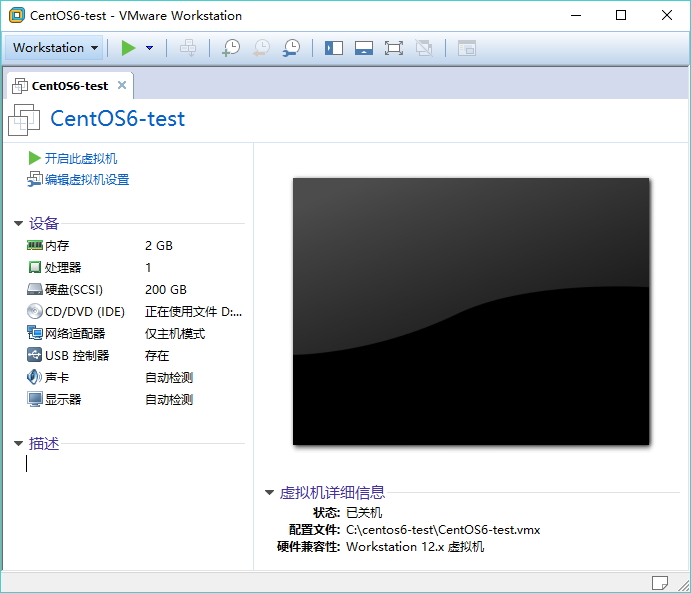 CentOS6-test - VMware Workstation
Workstation
CentOS6-test
CentOS6-test
开启此虚拟机
编辑虚拟机设置
设备
内存 2 GB
处理器 1
硬盘(SCSI) 200 GB
CD/DVD (IDE) 正在使用文件 D:...
网络适配器 仅主机模式
USB 控制器 存在
声卡 自动检测
显示器 自动检测
描述
虚拟机详细信息
状态: 已关机
配置文件: C:\centos6-test\CentOS6-test.vmx
硬件兼容性: Workstation 12.x 虚拟机